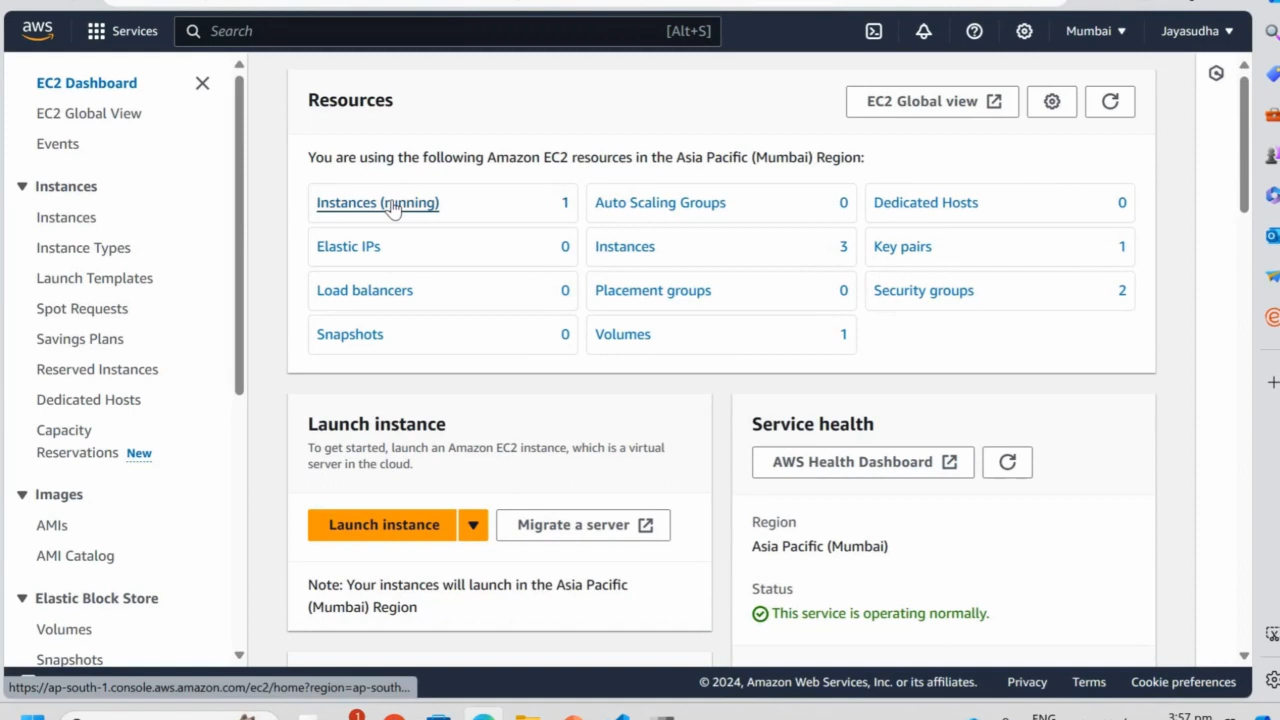 aws
Services
Search
[Alt+S]
Mumbai
Jayasudha
EC2 Dashboard
EC2 Global View
Events
Instances
Instances
Instance Types
Launch Templates
Spot Requests
Savings Plans
Reserved Instances
Dedicated Hosts
Capacity
Reservations New
Images
AMIs
AMI Catalog
Elastic Block Store
Volumes
Snapshots
Resources
EC2 Global view
You are using the following Amazon EC2 resources in the Asia Pacific (Mumbai) Region:
Instances (running) 1
Auto Scaling Groups 0
Dedicated Hosts 0
Elastic IPs 0
Instances 3
Key pairs 1
Load balancers 0
Placement groups 0
Security groups 2
Snapshots 0
Volumes 1
Launch instance
To get started, launch an Amazon EC2 instance, which is a virtual
server in the cloud.
Launch instance
Migrate a server
Note: Your instances will launch in the Asia Pacific
(Mumbai) Region
Service health
AWS Health Dashboard
Region
Asia Pacific (Mumbai)
Status
This service is operating normally.
https://ap-south-1.console.aws.amazon.com/ec2/home?region=ap-south...
© 2024, Amazon Web Services, Inc. or its affiliates.
Privacy
Terms
Cookie preferences
1
ENG
3:57 pm